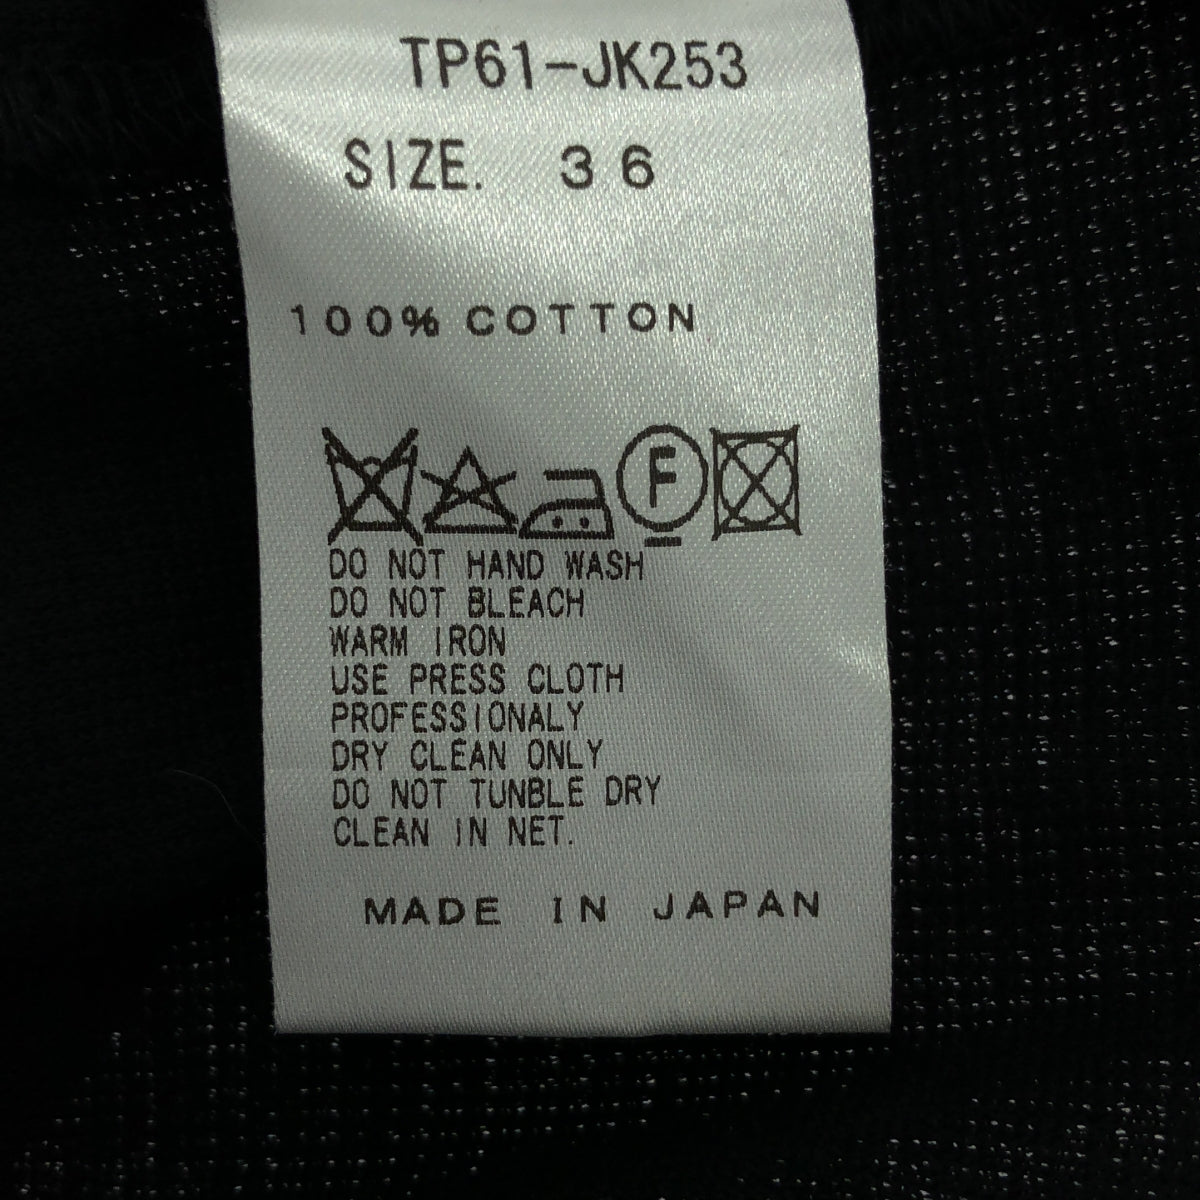 TP61-JK253
SIZE. 36
100% COTTON
F
DO NOT HAND WASH
DO NOT BLEACH
WARM IRON
USE PRESS CLOTH
PROFESSIONALY
DRY CLEAN ONLY
DO NOT TUNBLE DRY
CLEAN IN NET.
MADE IN JAPAN